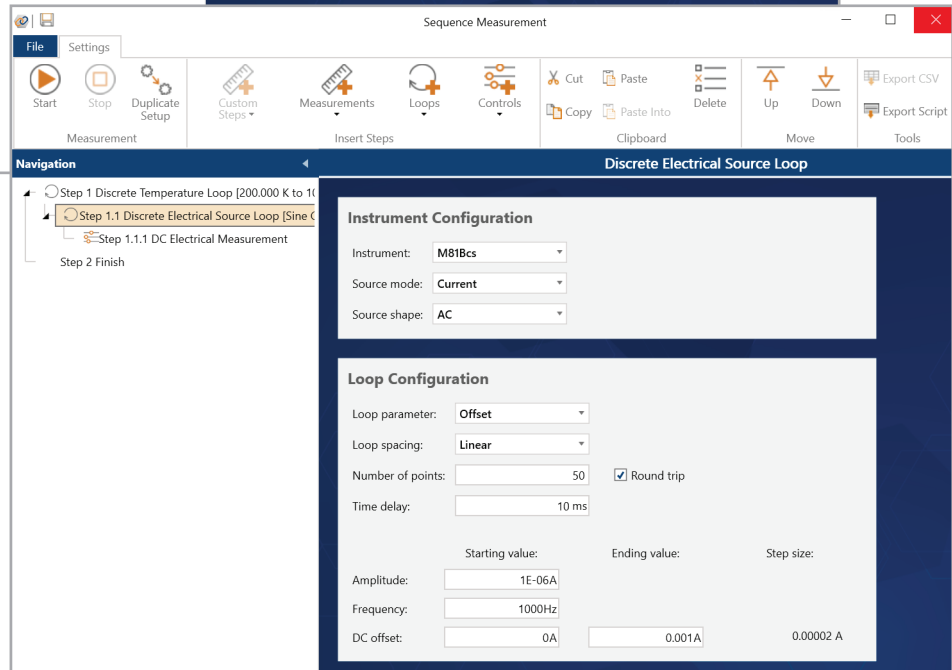 Sequence Measurement
File Settings
Start Stop Duplicate Setup Custom Steps Measurements Loops Controls Cut Copy Paste Paste Into Delete Up Down Export CSV Export Script
Measurement Insert Steps Clipboard Move Tools
Navigation Discrete Electrical Source Loop
Step 1 Discrete Temperature Loop [200.000 K to 10
Step 1.1 Discrete Electrical Source Loop [Sine
Step 1.1.1 DC Electrical Measurement
Step 2 Finish
Instrument Configuration
Instrument: M81Bcs
Source mode: Current
Source shape: AC
Loop Configuration
Loop parameter: Offset
Loop spacing: Linear
Number of points: 50 Round trip
Time delay: 10 ms
Starting value: Ending value: Step size:
Amplitude: 1E-06A
Frequency: 1000Hz
DC offset: 0A 0.001A 0.00002 A